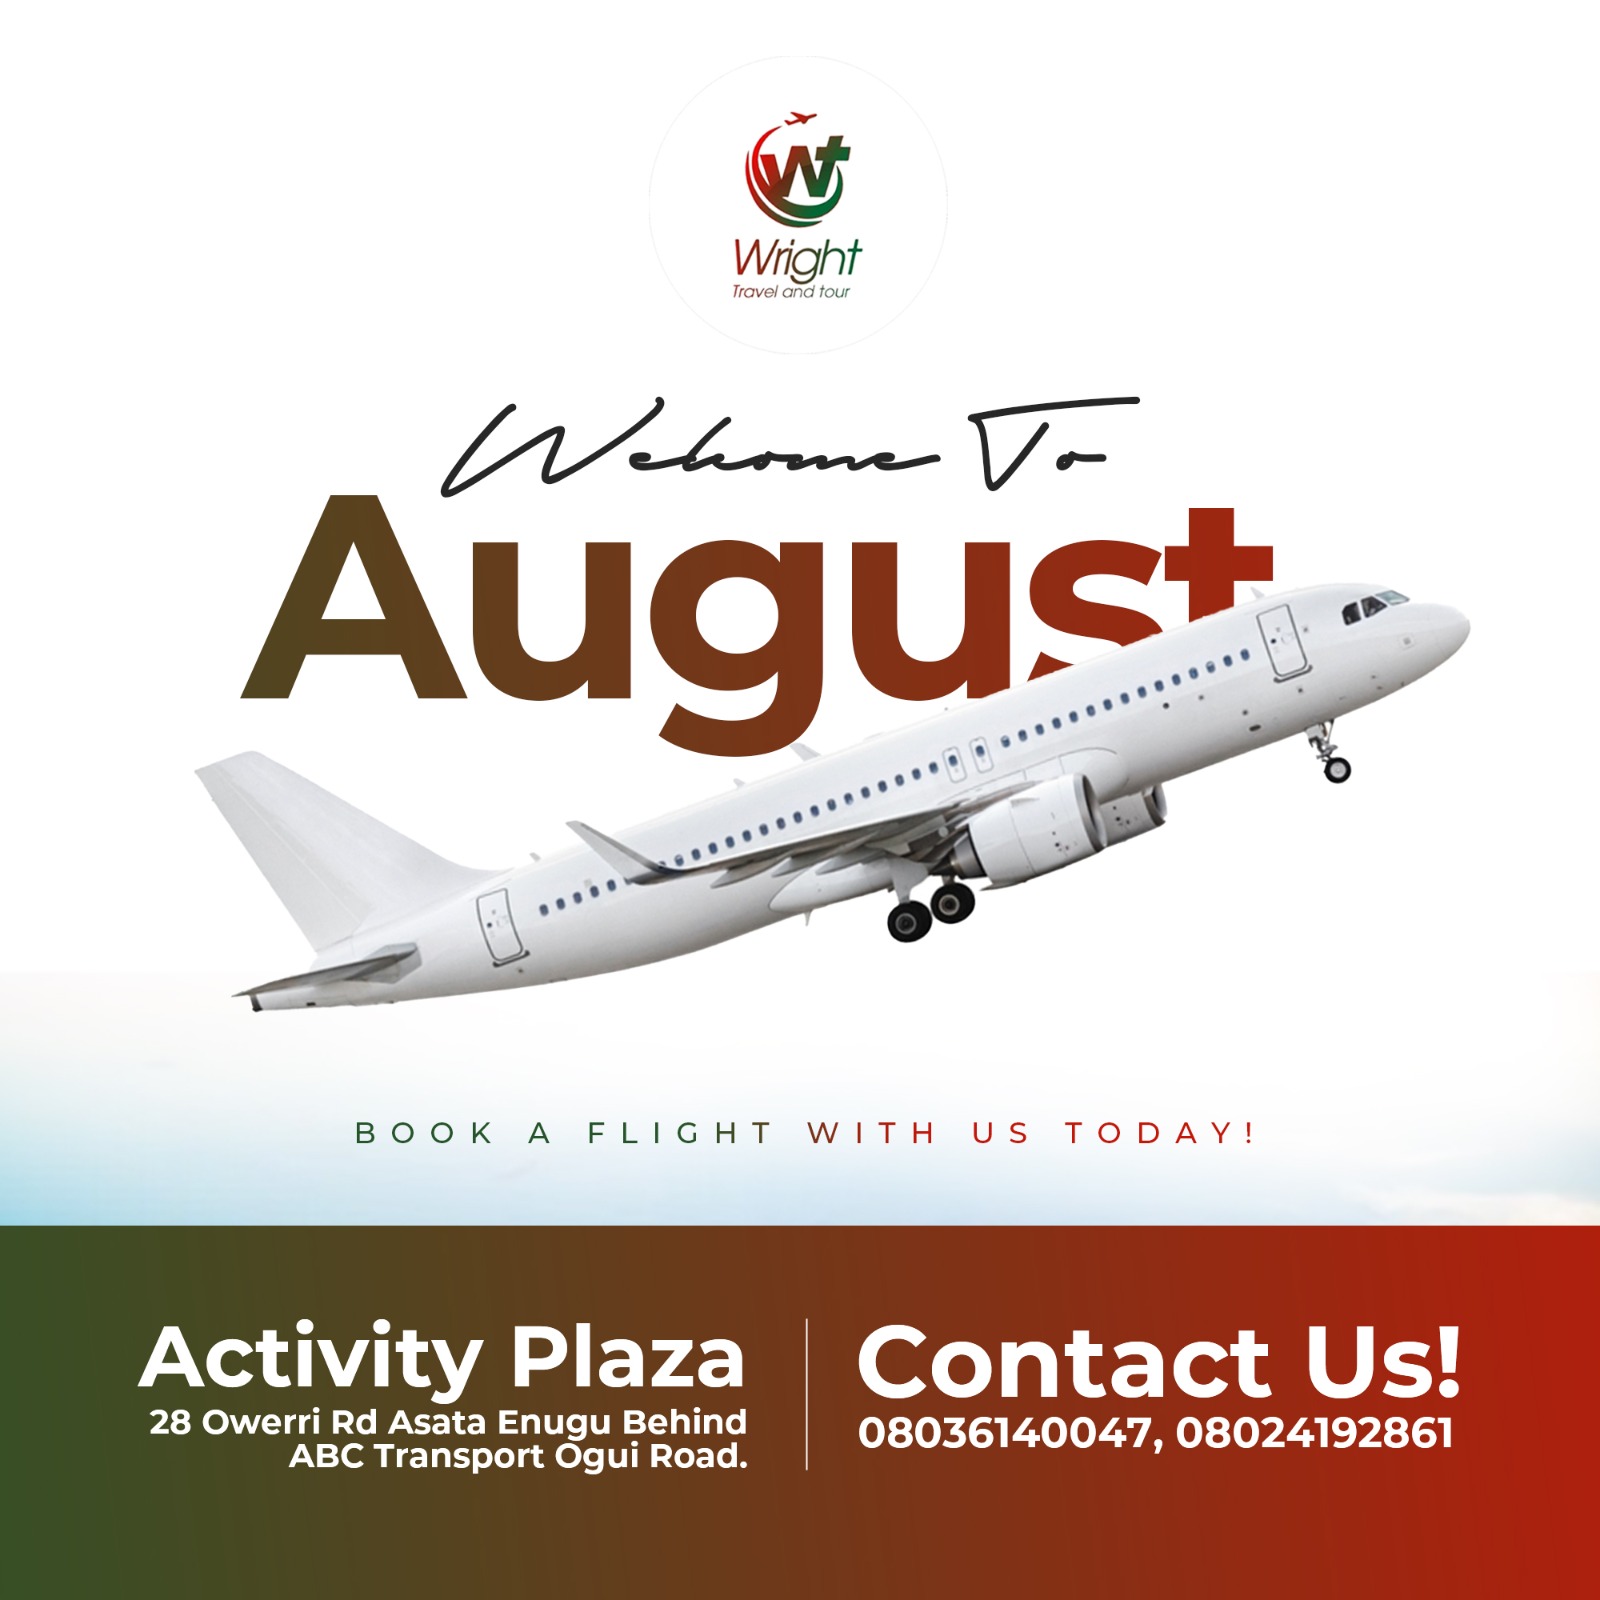 wt
Wright
Travel and tour
Welcome To
August
BOOK A FLIGHT WITH US TODAY!
Activity Plaza
28 Owerri Rd Asata Enugu Behind
ABC Transport Ogui Road.
Contact Us!
08036140047, 08024192861